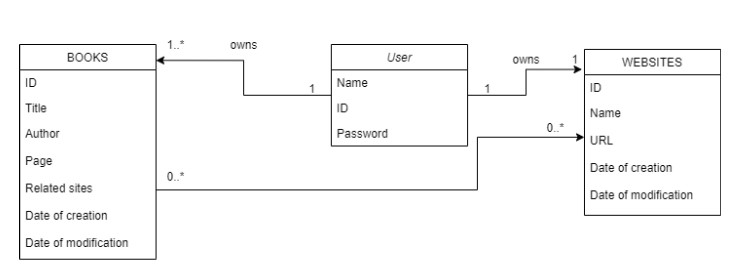 BOOKS
ID
Title
Author
Page
Related sites
Date of creation
Date of modification
1..*
owns
1
0..*
User
Name
ID
Password
1
owns
1
0..*
WEBSITES
ID
Name
URL
Date of creation
Date of modification